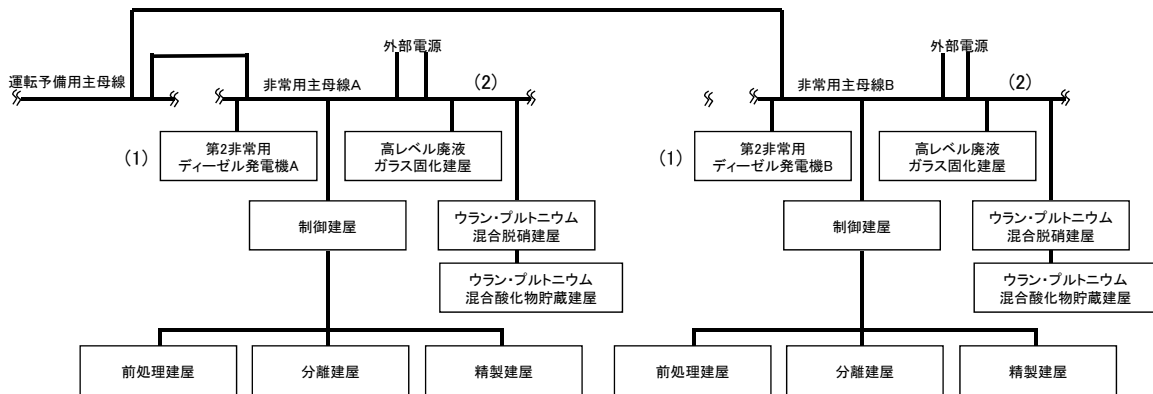 外部電源
外部電源
運転予備用主母線
非常用主母線A
(2)
非常用主母線B
(2)
(1)
第2非常用
ディーゼル発電機A
高レベル廃液
ガラス固化建屋
(1)
第2非常用
ディーゼル発電機B
高レベル廃液
ガラス固化建屋
制御建屋
ウラン・プルトニウム
混合脱硝建屋
制御建屋
ウラン・プルトニウム
混合脱硝建屋
ウラン・プルトニウム
混合酸化物貯蔵建屋
ウラン・プルトニウム
混合酸化物貯蔵建屋
前処理建屋
分離建屋
精製建屋
前処理建屋
分離建屋
精製建屋